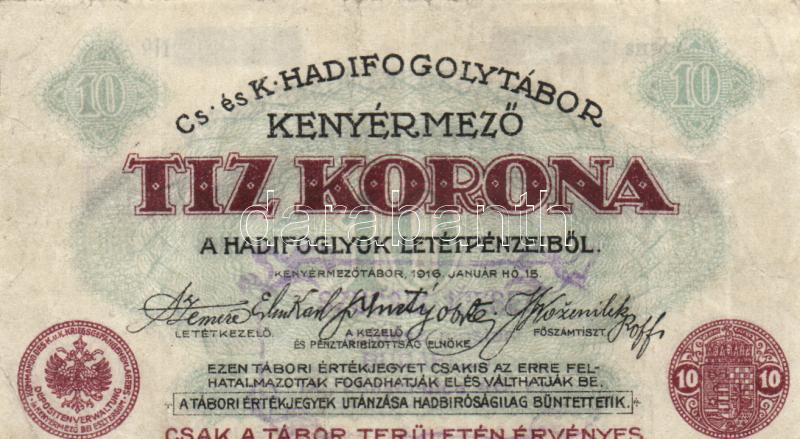 10
10
Cs. és K. HADIFOGOLYTÁBOR
KENYÉRMEZŐ
TIZ KORONA
darabanth
A HADIFOGLYOK LETÉTPÉNZEIBŐL.
KENYÉRMEZŐTÁBOR, 1916. JANUÁR HÓ 15.
LETÉTKEZELŐ
A KEZELŐ
ÉS PÉNZTÁRIBIZOTTSÁG ELNÖKE
FŐSZÁMTISZT
EZEN TÁBORI ÉRTÉKJEGYET CSAKIS AZ ERRE FEL-
HATALMAZOTTAK FOGADHATJÁK EL ÉS VÁLTHATJÁK BE.
A TÁBORI ÉRTÉKJEGYEK UTÁNZÁSA HADBIRÓSÁGILAG BÜNTETTETIK.
CSAK A TÁBOR TERÜLETÉN ÉRVÉNYES
DEPOSITENVERWALTUNG
10
10